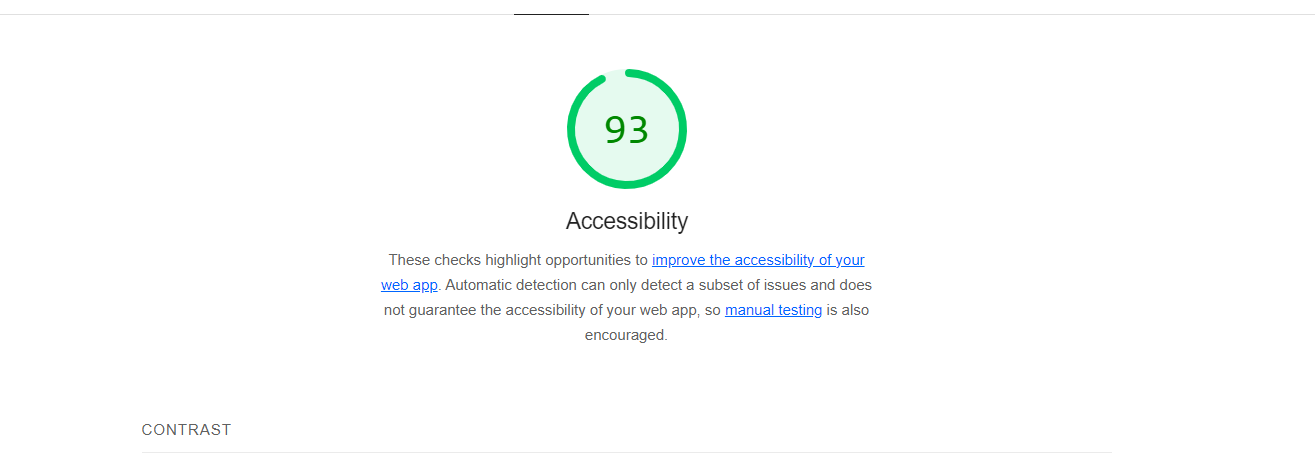 93
Accessibility
These checks highlight opportunities to improve the accessibility of your
web app. Automatic detection can only detect a subset of issues and does
not guarantee the accessibility of your web app, so manual testing is also
encouraged.
CONTRAST